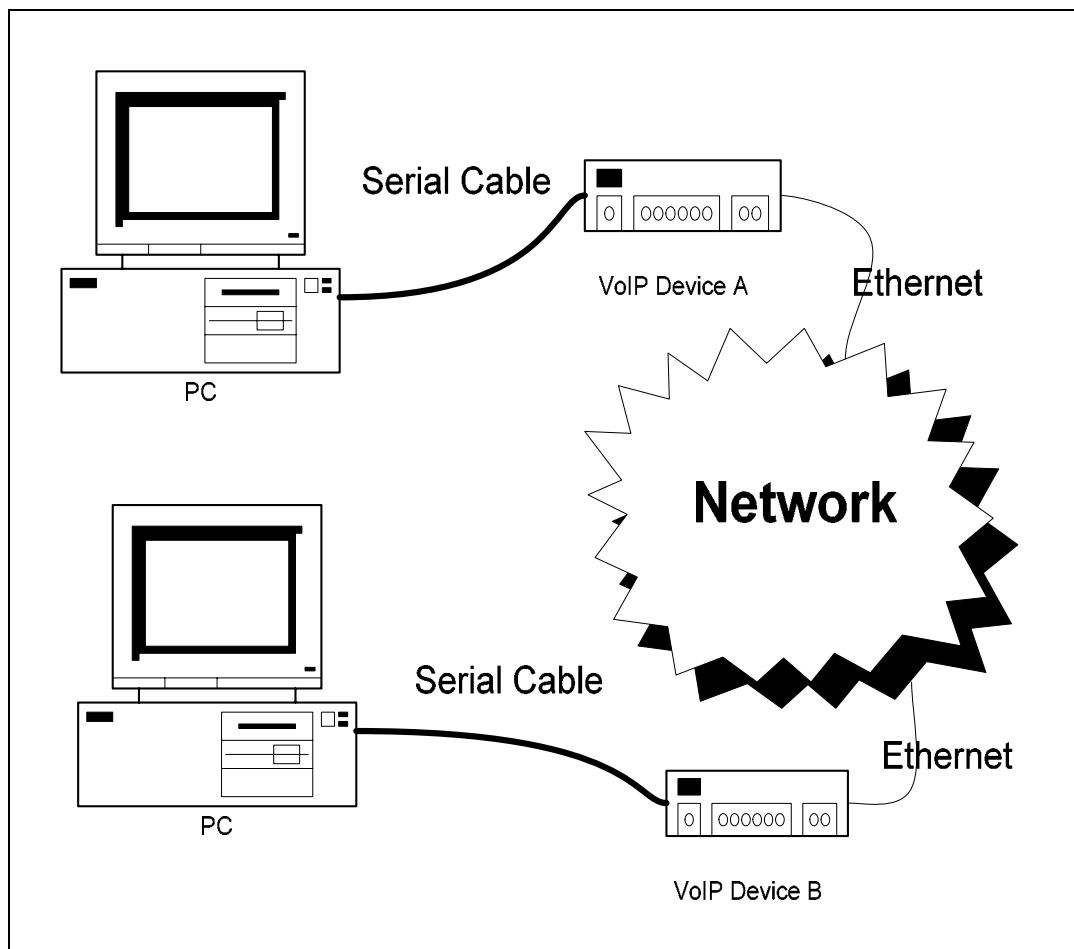 Serial Cable
VoIP Device A
Ethernet
PC
Network
Serial Cable
Ethernet
PC
VoIP Device B